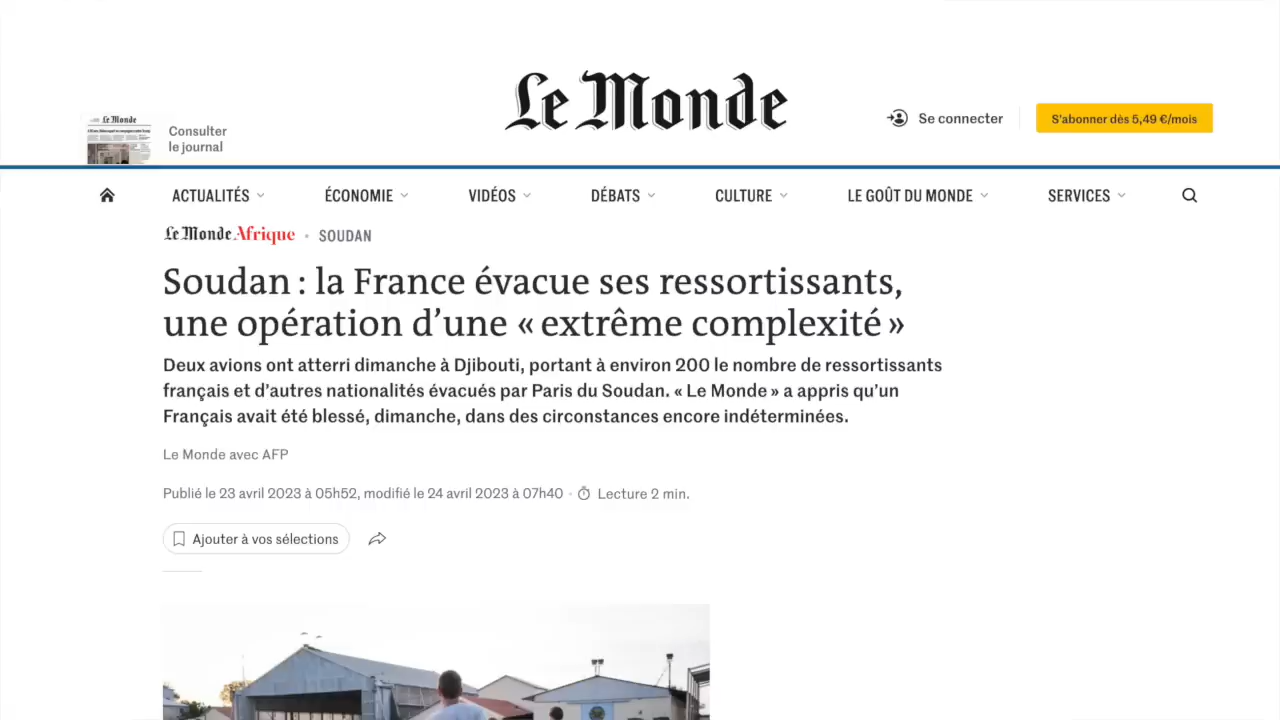 Le Monde
Le Monde
Consulter
le journal
Se connecter
S'abonner dès 5,49 €/mois
ACTUALITÉS
ÉCONOMIE
VIDÉOS
DÉBATS
CULTURE
LE GOÛT DU MONDE
SERVICES
Le Monde Afrique • SOUDAN
Soudan : la France évacue ses ressortissants,
une opération d’une « extrême complexité »
Deux avions ont atterri dimanche à Djibouti, portant à environ 200 le nombre de ressortissants
français et d’autres nationalités évacués par Paris du Soudan. « Le Monde » a appris qu’un
Français avait été blessé, dimanche, dans des circonstances encore indéterminées.
Le Monde avec AFP
Publié le 23 avril 2023 à 05h52, modifié le 24 avril 2023 à 07h40 • Lecture 2 min.
Ajouter à vos sélections